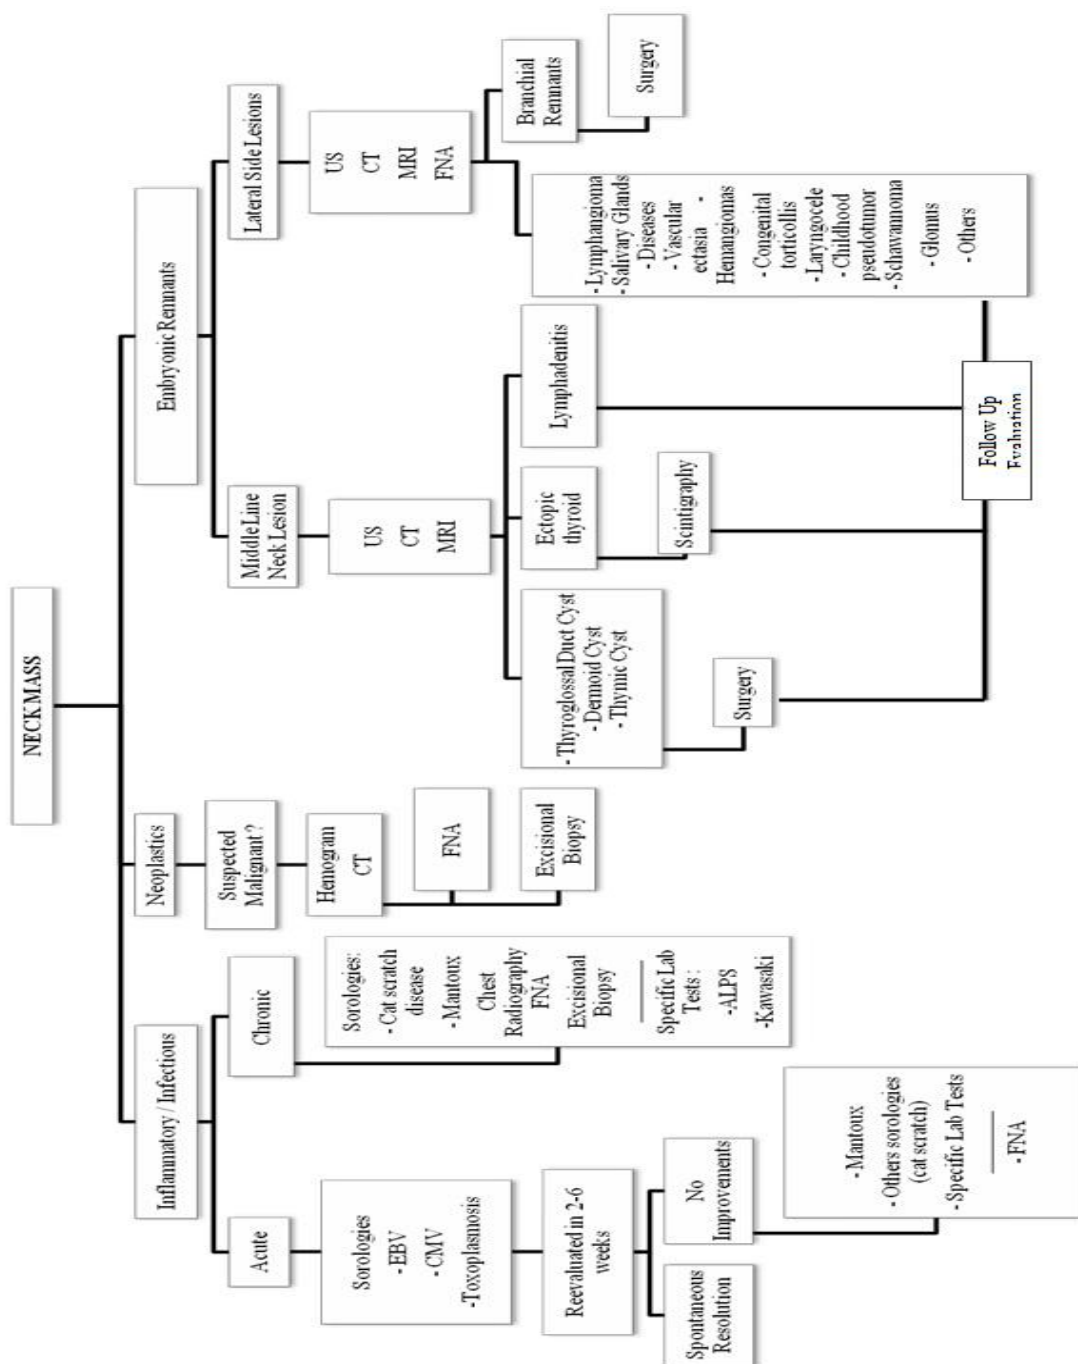 NECK MASS
Inflammatory / Infectious
Acute
Sorologies
- EBV
- CMV
-Toxoplasmosis
Reevaluated in 2-6
weeks
Spontaneous
Resolution
No
Improvements
- Mantoux
- Others sorologies
(cat scratch)
- Specific Lab Tests
- FNA
Chronic
Sorologies:
- Cat scratch
disease
- Mantoux
Chest
Radiography
FNA
Excisional
Biopsy
Specific Lab
Tests :
-ALPS
-Kawasaki
Neoplastics
Suspected
Malignant ?
Hemogram
CT
FNA
Excisional
Biopsy
Embryonic Remnants
Middle Line
Neck Lesion
US
CT
MRI
- Thyroglossal Duct Cyst
- Dermoid Cyst
- Thymic Cyst
Surgery
Ectopic
thyroid
Scintigraphy
Lymphadenitis
Lateral Side Lesions
US
CT
MRI
FNA
- Lymphangioma
- Salivary Glands
- Diseases
- Vascular
ectasia -
Hemangiomas
- Congenital
torticollis
- Laryngocele
- Childhood
pseudotumor
- Schawannoma
- Glomus
- Others
Branchial
Remnants
Surgery
Follow Up
Evaluation